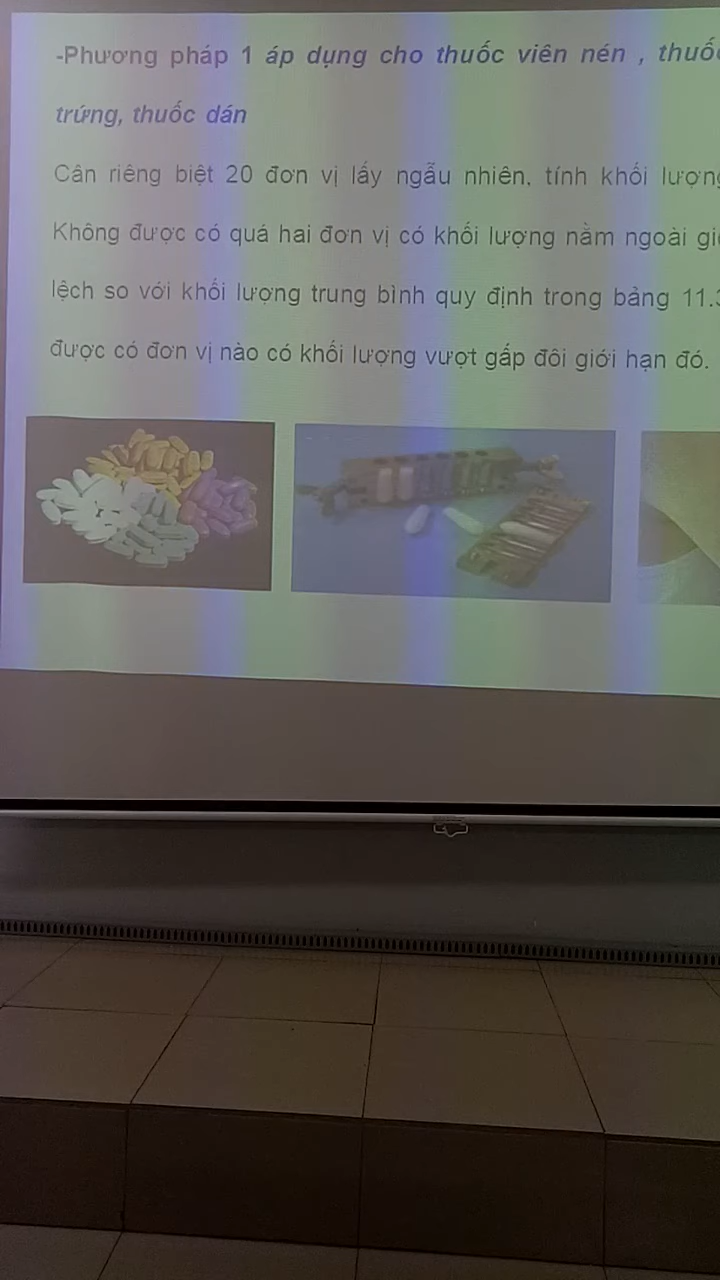 -Phương pháp 1 áp dụng cho thuốc viên nén , thuốc
trứng, thuốc dán
Cân riêng biệt 20 đơn vị lấy ngẫu nhiên. tính khối lượng
Không được có quá hai đơn vị có khối lượng nằm ngoài
lệch so với khối lượng trung bình quy định trong bảng 11.3
được có đơn vị nào có khối lượng vượt gấp đôi giới hạn đó.